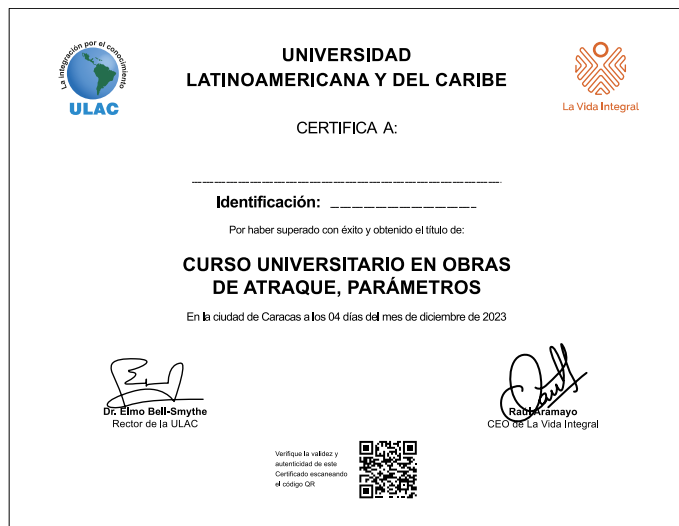 La integración por el conocimiento
ULAC
UNIVERSIDAD
LATINOAMERICANA Y DEL CARIBE
La Vida Integral
CERTIFICA A:
Identificación:
Por haber superado con éxito y obtenido el título de:
CURSO UNIVERSITARIO EN OBRAS
DE ATRAQUE, PARÁMETROS
En la ciudad de Caracas a los 04 días del mes de diciembre de 2023
Dr. Elmo Bell-Smythe
Rector de la ULAC
Raúl Aramayo
CEO de La Vida Integral
Verifique la validez y
autenticidad de este
Certificado escaneando
el código QR